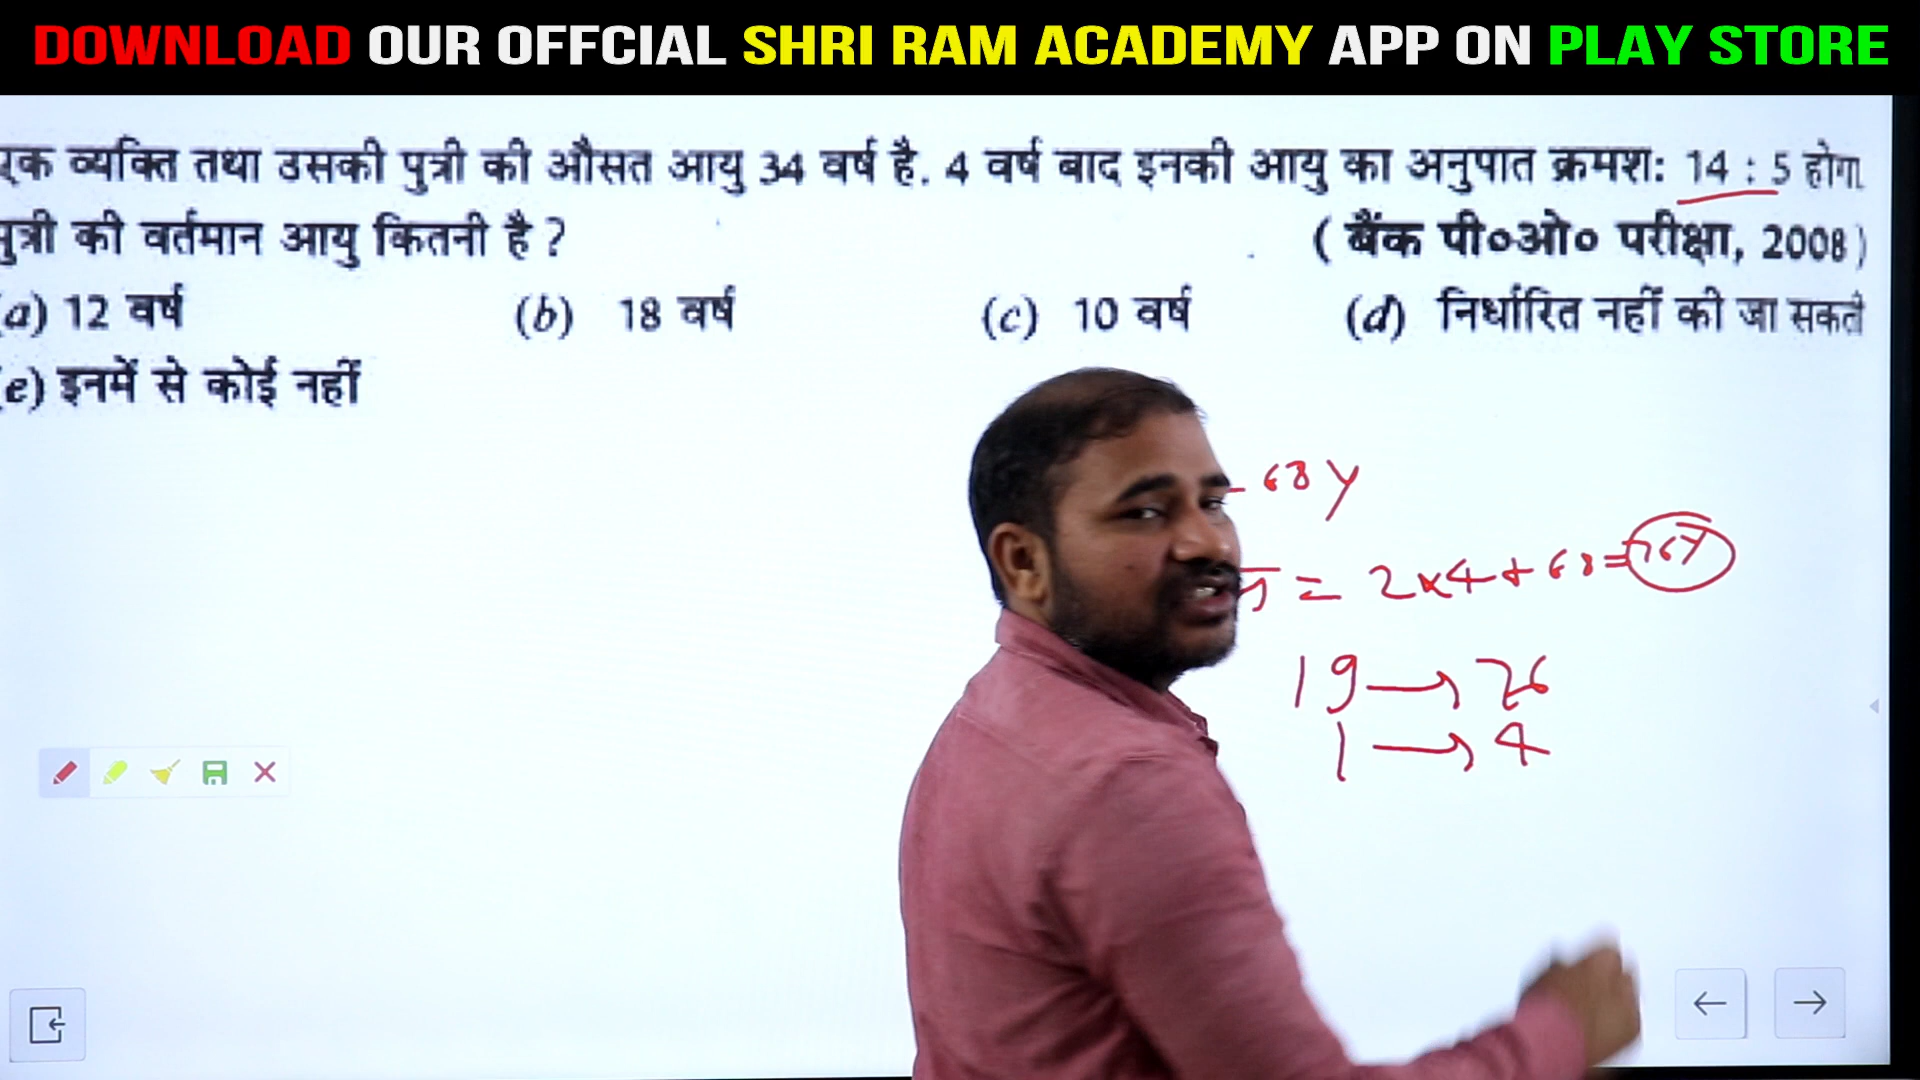 DOWNLOAD OUR OFFCIAL SHRI RAM ACADEMY APP ON PLAY STORE
एक व्यक्ति तथा उसकी पुत्री की औसत आयु 34 वर्ष है. 4 वर्ष बाद इनकी आयु का अनुपात क्रमश: 14 : 5 होगा
पुत्री की वर्तमान आयु कितनी है ?
( बैंक पी०ओ० परीक्षा, 2008 )
(a) 12 वर्ष (b) 18 वर्ष (c) 10 वर्ष (d) निर्धारित नहीं की जा सकती
(e) इनमें से कोई नहीं
68 y
= 2×4+68=76y
19 → 76
1 → 4